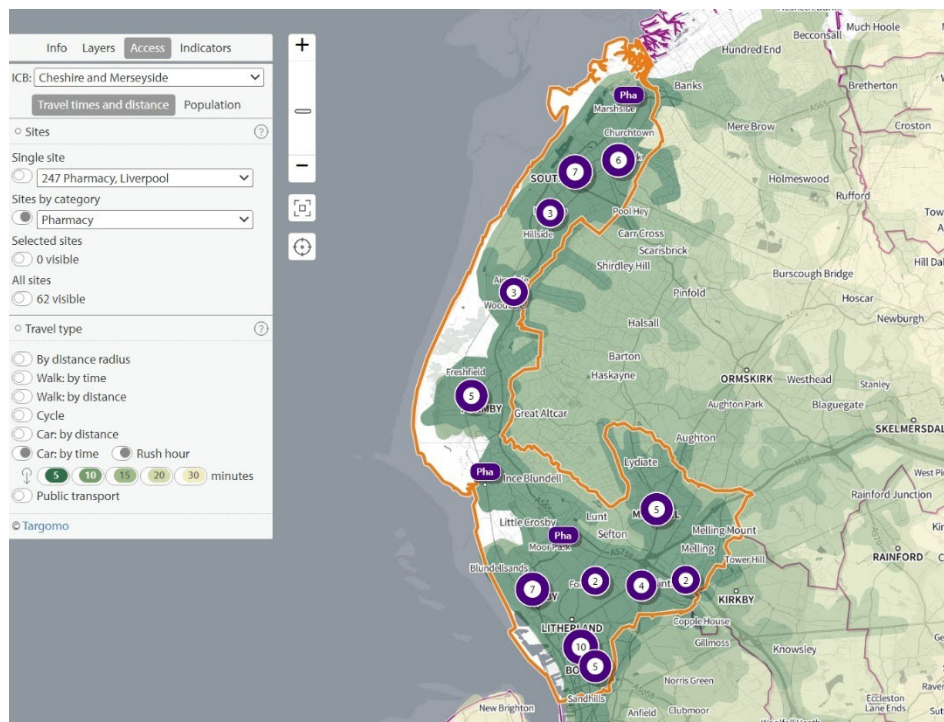 Info Layers Access Indicators
ICB: Cheshire and Merseyside
Travel times and distance Population
Sites ?
Single site
247 Pharmacy, Liverpool
Sites by category
Pharmacy
Selected sites
0 visible
All sites
62 visible
Travel type ?
By distance radius
Walk: by time
Walk: by distance
Cycle
Car: by distance
Car: by time Rush hour
5 10 15 20 30 minutes
Public transport
© Targomo
+
−
Becconsall
Much Hoole
Hundred End
Bretherton
Banks
Pha
Marshside
Croston
Mere Brow
Churchtown
6
7
Holmeswood
Rufford
3
Pool Hey
Hillside
Carr Cross
Scarisbrick
Shirdley Hill
Burscough Bridge
Pinfold
Hoscar
3
Newburgh
Halsall
Barton
Haskayne
Freshfield
5
ORMSKIRK
Westhead
Stanley
Great Altcar
Aughton Park
Blaguegate
SKELMERSDAL
Aughton
Lydiate
Pha
Ince Blundell
Rainford Junction
5
Little Crosby
Lunt
Sefton
Melling Mount
Pha
Moor Park
A5758
Melling
Tower Hill
RAINFORD
Blundellsands
7
2
4
2
KIRKBY
LITHERLAND
Copple House
Gillmoss
Knowsley
10
5
Norris Green
Sandhills
A5058
New Brighton
Anfield
Clubmoor
Eccleston
Lane Ends